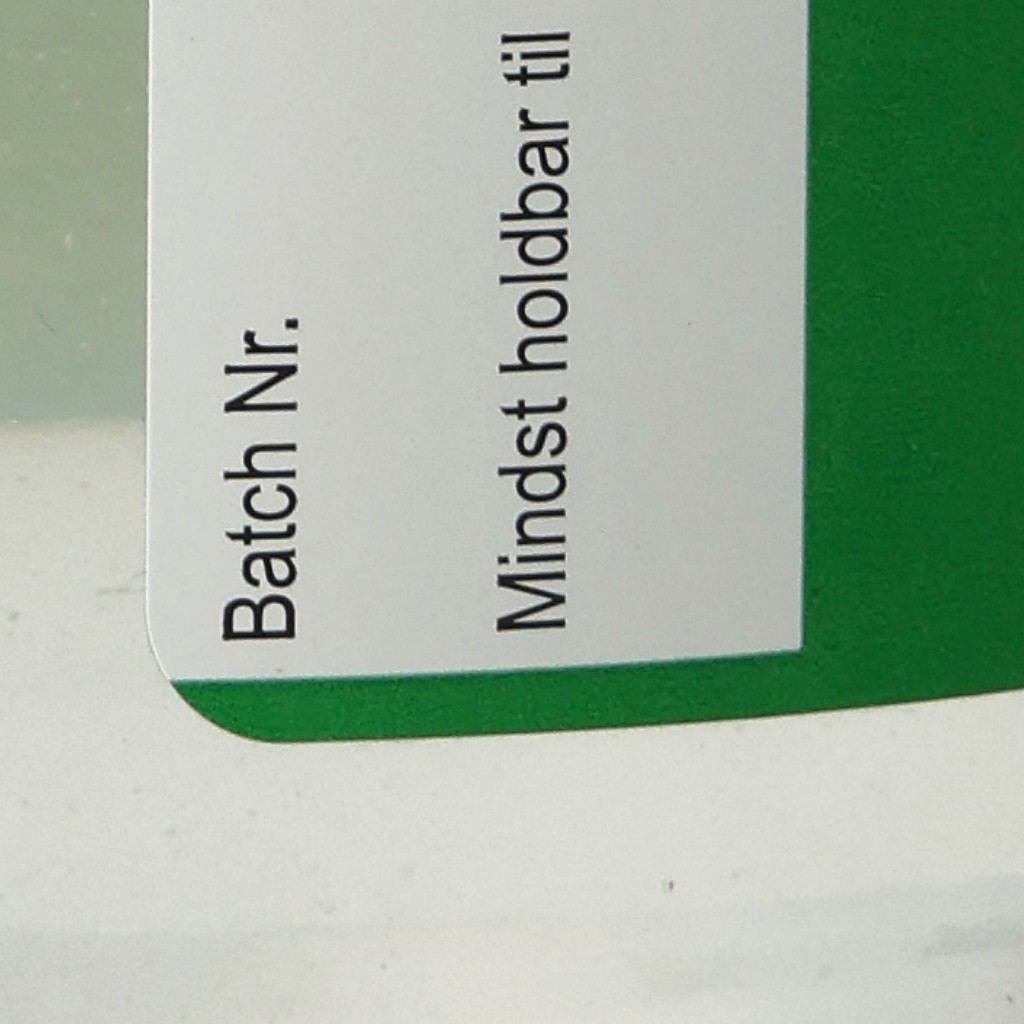 Batch Nr.
Mindst holdbar til